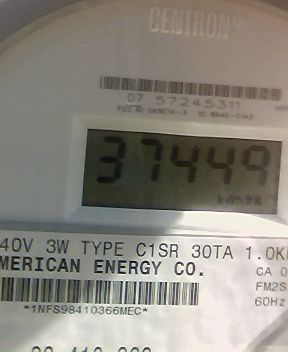 CENTRON®
07 57245311
37449
kWh
40V 3W TYPE C1SR 30TA 1.0K
MERICAN ENERGY CO.
CA 0
FM2S
60Hz
*1NFS98410366MEC*